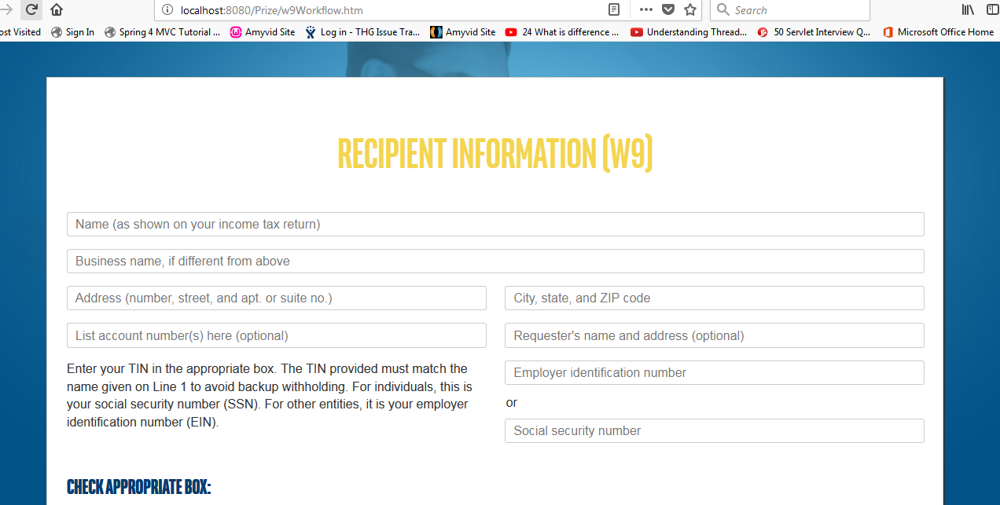 localhost:8080/Prize/w9Workflow.htm Search
ost Visited Sign In Spring 4 MVC Tutorial ... Amyvid Site Log in - THG Issue Tra... Amyvid Site 24 What is difference ... Understanding Thread... 50 Servlet Interview Q... Microsoft Office Home
RECIPIENT INFORMATION (W9)
Name (as shown on your income tax return)
Business name, if different from above
Address (number, street, and apt. or suite no.) City, state, and ZIP code
List account number(s) here (optional) Requester's name and address (optional)
Enter your TIN in the appropriate box. The TIN provided must match the
name given on Line 1 to avoid backup withholding. For individuals, this is
your social security number (SSN). For other entities, it is your employer
identification number (EIN).
Employer identification number
or
Social security number
CHECK APPROPRIATE BOX: